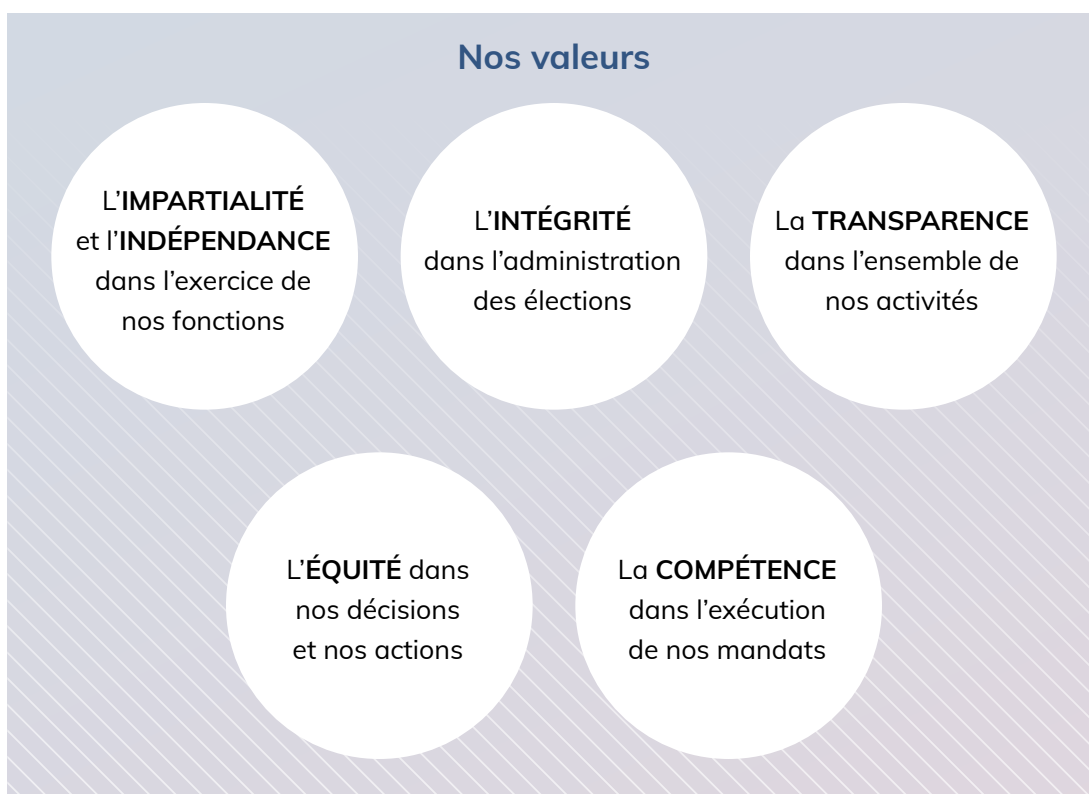 Nos valeurs
L’IMPARTIALITÉ
et l’INDÉPENDANCE
dans l’exercice de
nos fonctions
L’INTÉGRITÉ
dans l’administration
des élections
La TRANSPARENCE
dans l’ensemble de
nos activités
L’ÉQUITÉ dans
nos décisions
et nos actions
La COMPÉTENCE
dans l’exécution
de nos mandats